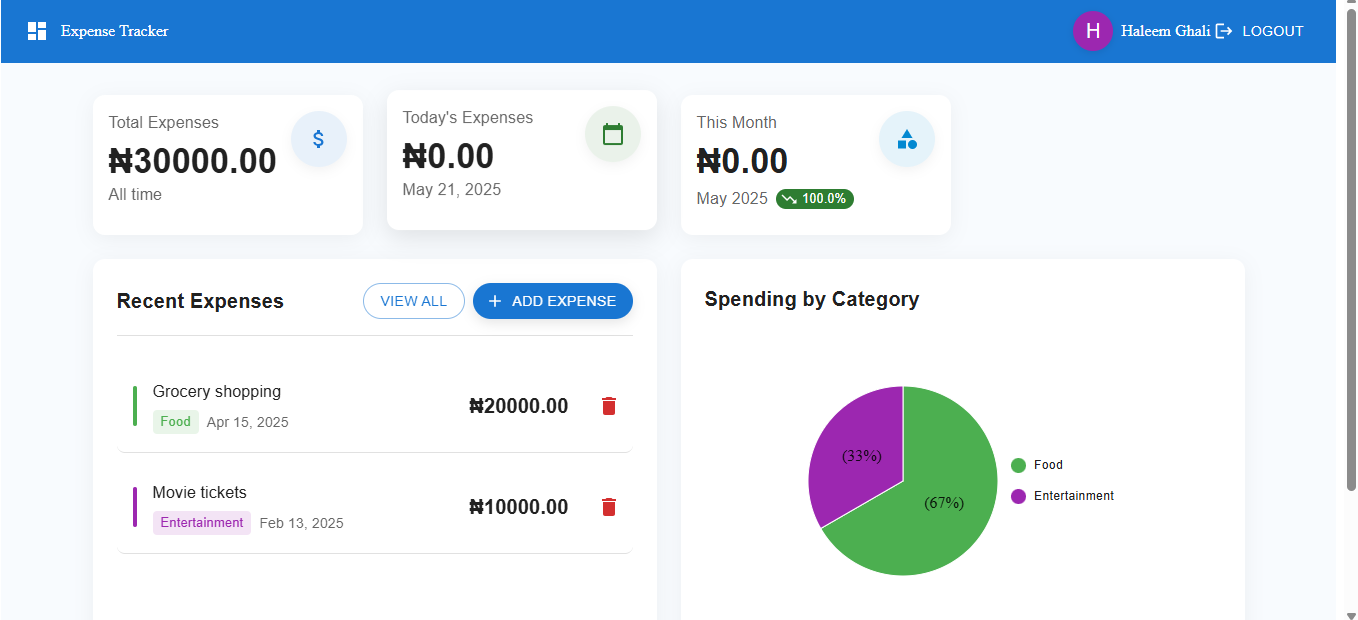 Expense Tracker
H Haleem Ghali LOGOUT
Total Expenses
$
₦30000.00
All time
Today's Expenses
₦0.00
May 21, 2025
This Month
₦0.00
May 2025 100.0%
Recent Expenses VIEW ALL + ADD EXPENSE
Grocery shopping
Food Apr 15, 2025
₦20000.00
Movie tickets
Entertainment Feb 13, 2025
₦10000.00
Spending by Category
(33%)
(67%)
Food
Entertainment